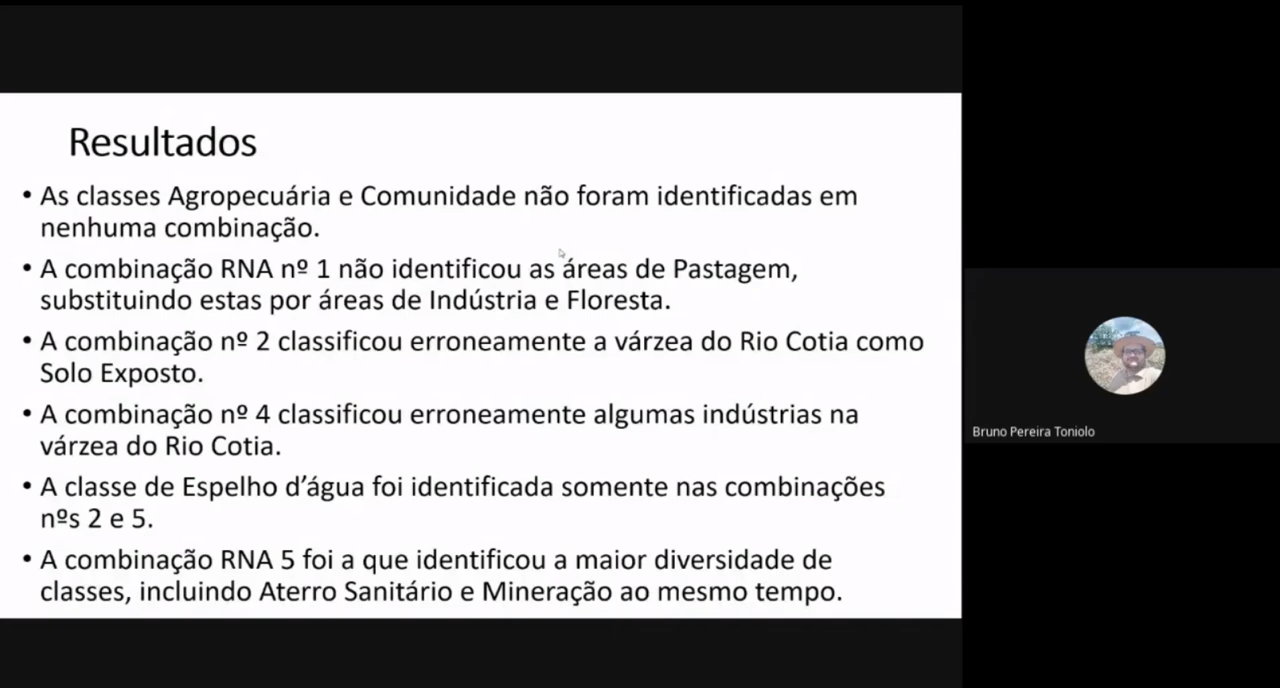 Resultados
• As classes Agropecuária e Comunidade não foram identificadas em
nenhuma combinação.
• A combinação RNA nº 1 não identificou as áreas de Pastagem,
substituindo estas por áreas de Indústria e Floresta.
• A combinação nº 2 classificou erroneamente a várzea do Rio Cotia como
Solo Exposto.
• A combinação nº 4 classificou erroneamente algumas indústrias na
várzea do Rio Cotia.
• A classe de Espelho d’água foi identificada somente nas combinações
nºs 2 e 5.
• A combinação RNA 5 foi a que identificou a maior diversidade de
classes, incluindo Aterro Sanitário e Mineração ao mesmo tempo.
Bruno Pereira Toniolo